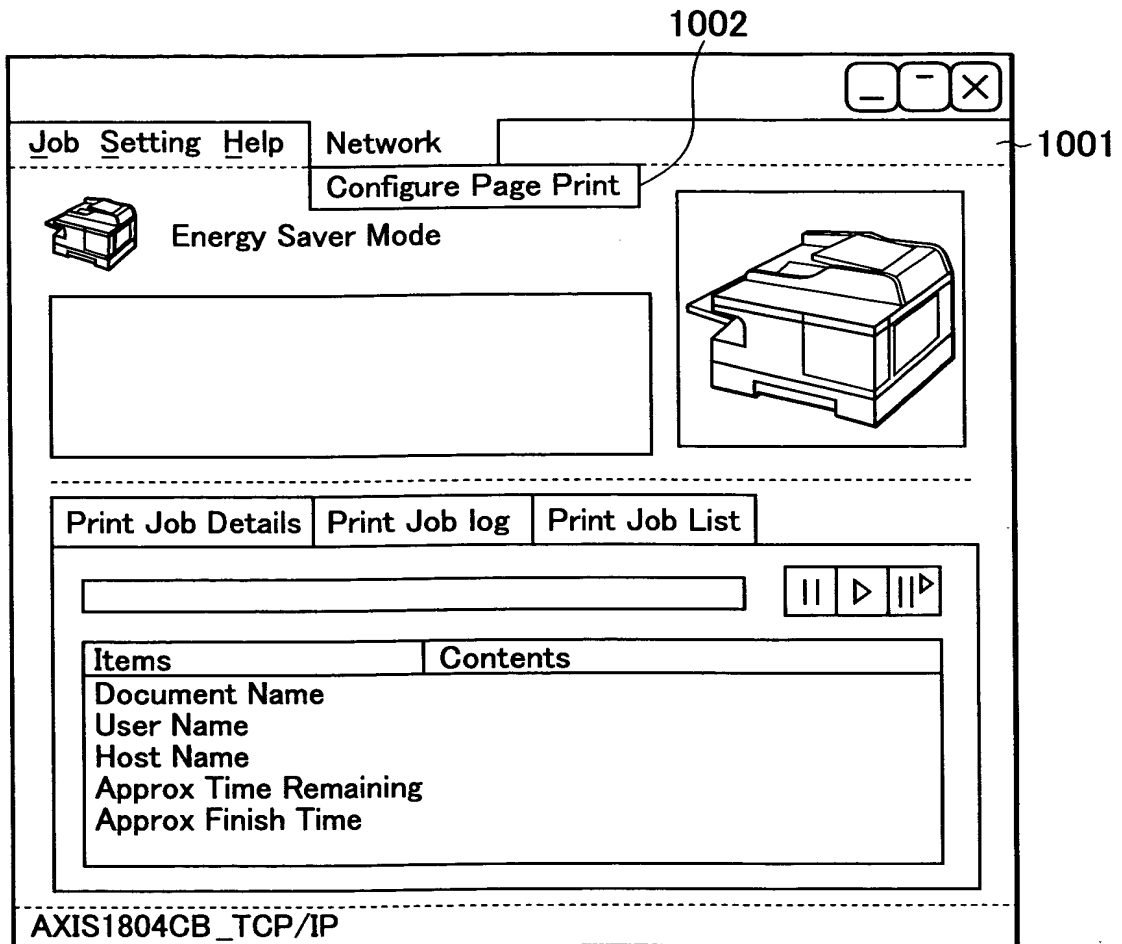 1002
Job Setting Help Network
1001
Configure Page Print
Energy Saver Mode
Print Job Details Print Job log Print Job List
Items Contents
Document Name
User Name
Host Name
Approx Time Remaining
Approx Finish Time
AXIS1804CB_TCP/IP